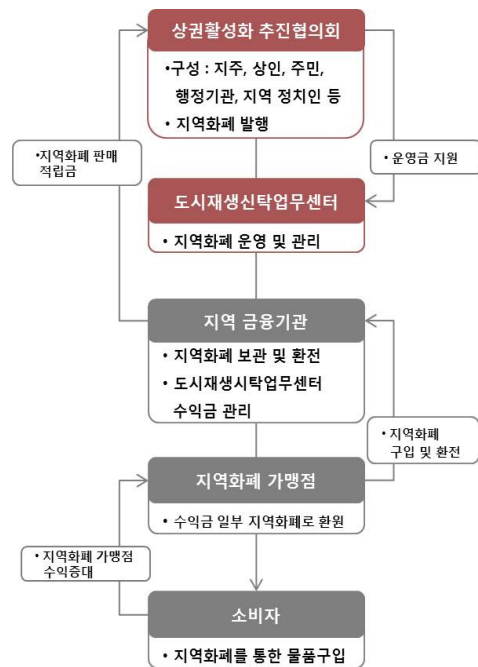 상권활성화 추진협의회
•구성 : 지주, 상인, 주민,
행정기관, 지역 정치인 등
• 지역화폐 발행
•지역화폐 판매
적립금
• 운영금 지원
도시재생신탁업무센터
• 지역화폐 운영 및 관리
지역 금융기관
• 지역화폐 보관 및 환전
• 도시재생시탁업무센터
수익금 관리
• 지역화폐
구입 및 환전
지역화폐 가맹점
• 수익금 일부 지역화폐로 환원
• 지역화폐 가맹점
수익증대
소비자
• 지역화폐를 통한 물품구입